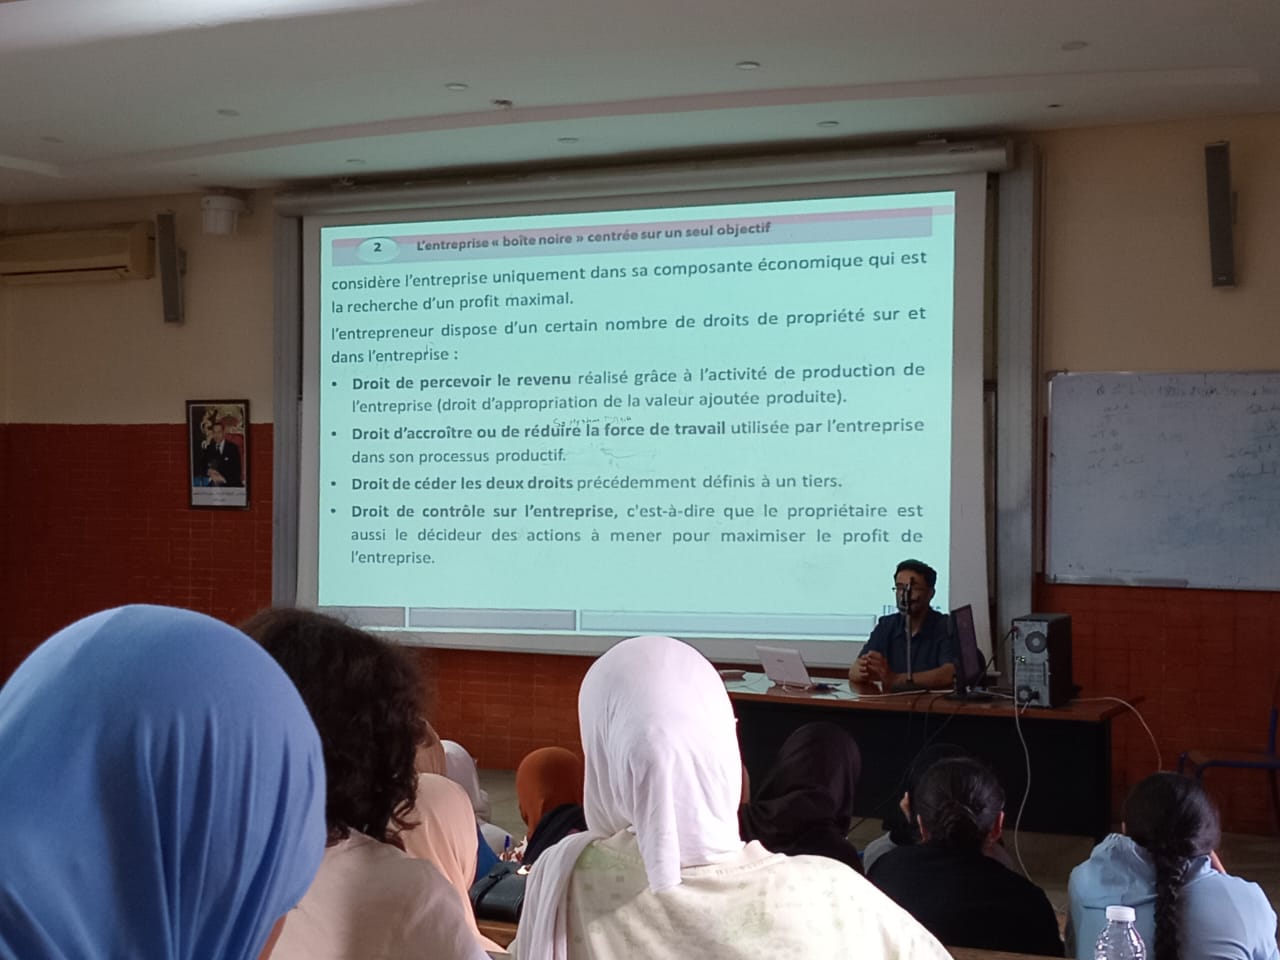 2
L'entreprise « boîte noire » centrée sur un seul objectif
considère l'entreprise uniquement dans sa composante économique qui est
la recherche d'un profit maximal.
l'entrepreneur dispose d'un certain nombre de droits de propriété sur et
dans l'entreprise :
• Droit de percevoir le revenu réalisé grâce à l'activité de production de
l'entreprise (droit d'appropriation de la valeur ajoutée produite).
• Droit d'accroître ou de réduire la force de travail utilisée par l'entreprise
dans son processus productif.
• Droit de céder les deux droits précédemment définis à un tiers.
• Droit de contrôle sur l'entreprise, c'est-à-dire que le propriétaire est
aussi le décideur des actions à mener pour maximiser le profit de
l'entreprise.